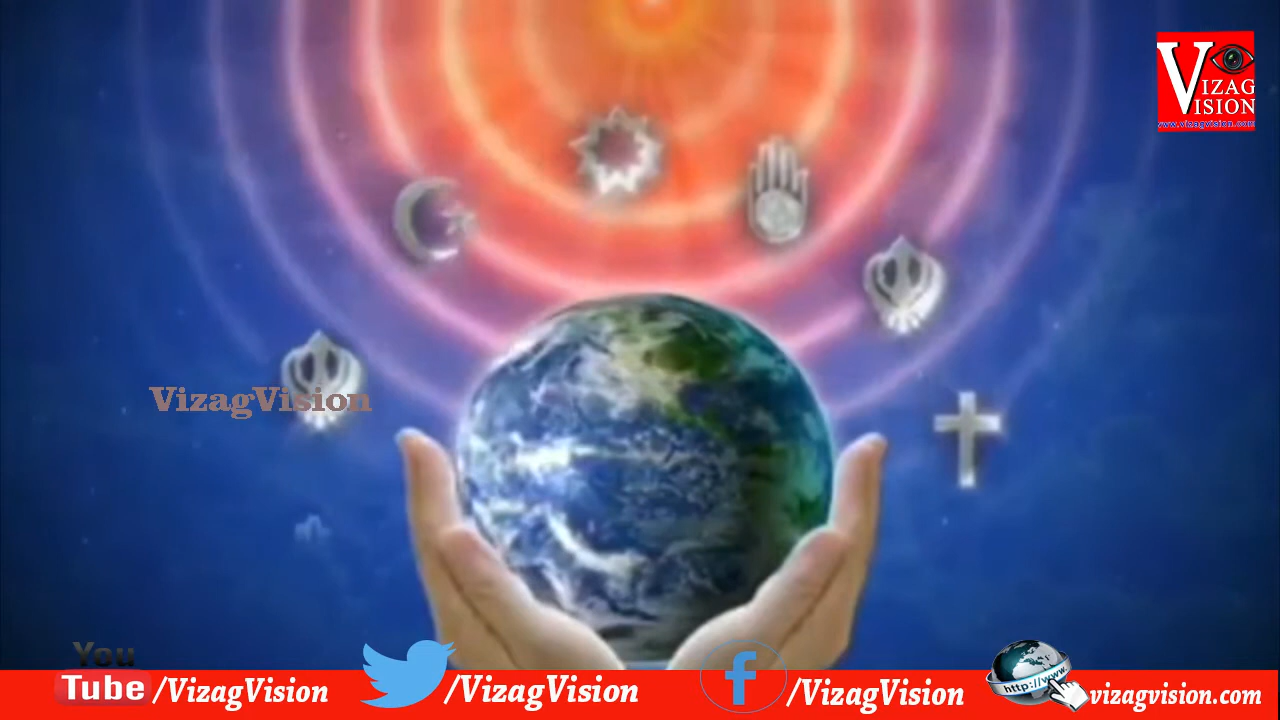 VIZAG
VISION
www.vizagvision.com
VizagVision
You
Tube /VizagVision
/VizagVision
f /VizagVision
http://www
vizagvision.com